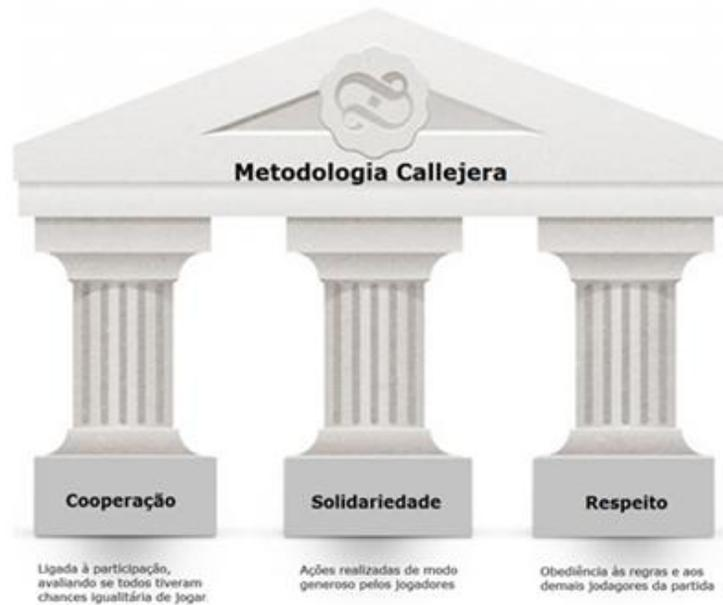 Metodologia Callejera
Cooperação
Solidariedade
Respeito
Ligada à participação,
avaliando se todos tiveram
chances igualitária de jogar
Ações realizadas de modo
generoso pelos jogadores
Obediência às regras e aos
demais jodagores da partida